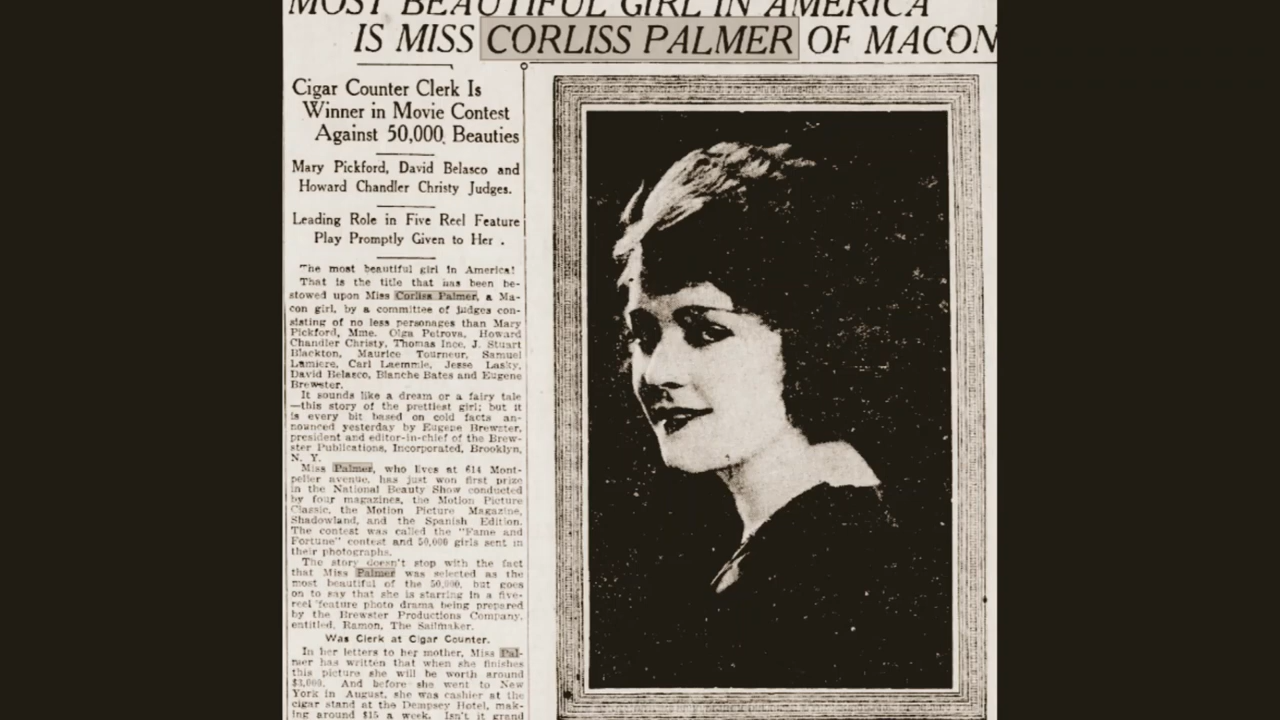 MOST BEAUTIFUL GIRL IN AMERICA
IS MISS CORLISS PALMER OF MACON
Cigar Counter Clerk Is
Winner in Movie Contest
Against 50,000 Beauties
Mary Pickford, David Belasco and
Howard Chandler Christy Judges.
Leading Role in Five Reel Feature
Play Promptly Given to Her .
The most beautiful girl in America!
That is the title that has been be-
stowed upon Miss Corliss Palmer, a Ma-
con girl, by a committee of judges con-
sisting of no less personages than Mary
Pickford, Mme. Olga Petrova, Howard
Chandler Christy, Thomas Ince, J. Stuart
Blackton, Maurice Tourneur, Samuel
Lumiere, Carl Laemmle, Jesse Lasky,
David Belasco, Blanche Bates and Eugene
Brewster.
It sounds like a dream or a fairy tale
—this story of the prettiest girl; but it
is every bit based on cold facts an-
nounced yesterday by Eugene Brewster,
president and editor-in-chief of the Brew-
ster Publications, Incorporated, Brooklyn,
N. Y.
Miss Palmer, who lives at 614 Mont-
pelier avenue, has just won first prize
in the National Beauty Show conducted
by four magazines, the Motion Picture
Classic, the Motion Picture Magazine,
Shadowland, and the Spanish Edition.
The contest was called the "Fame and
Fortune" contest and 50,000 girls sent in
their photographs.
The story doesn't stop with the fact
that Miss Palmer was selected as the
most beautiful of the 50,000, but goes
on to say that she is starring in a five-
reel feature photo drama being prepared
by the Brewster Productions Company,
entitled, Ramon, The Sailmaker.
Was Clerk at Cigar Counter.
In her letters to her mother, Miss Pal-
mer has written that when she finishes
this picture she will be worth around
$3,000. And before she went to New
York in August, she was cashier at the
cigar stand at the Dempsey Hotel, mak-
ing around $15 a week. Isn't it grand